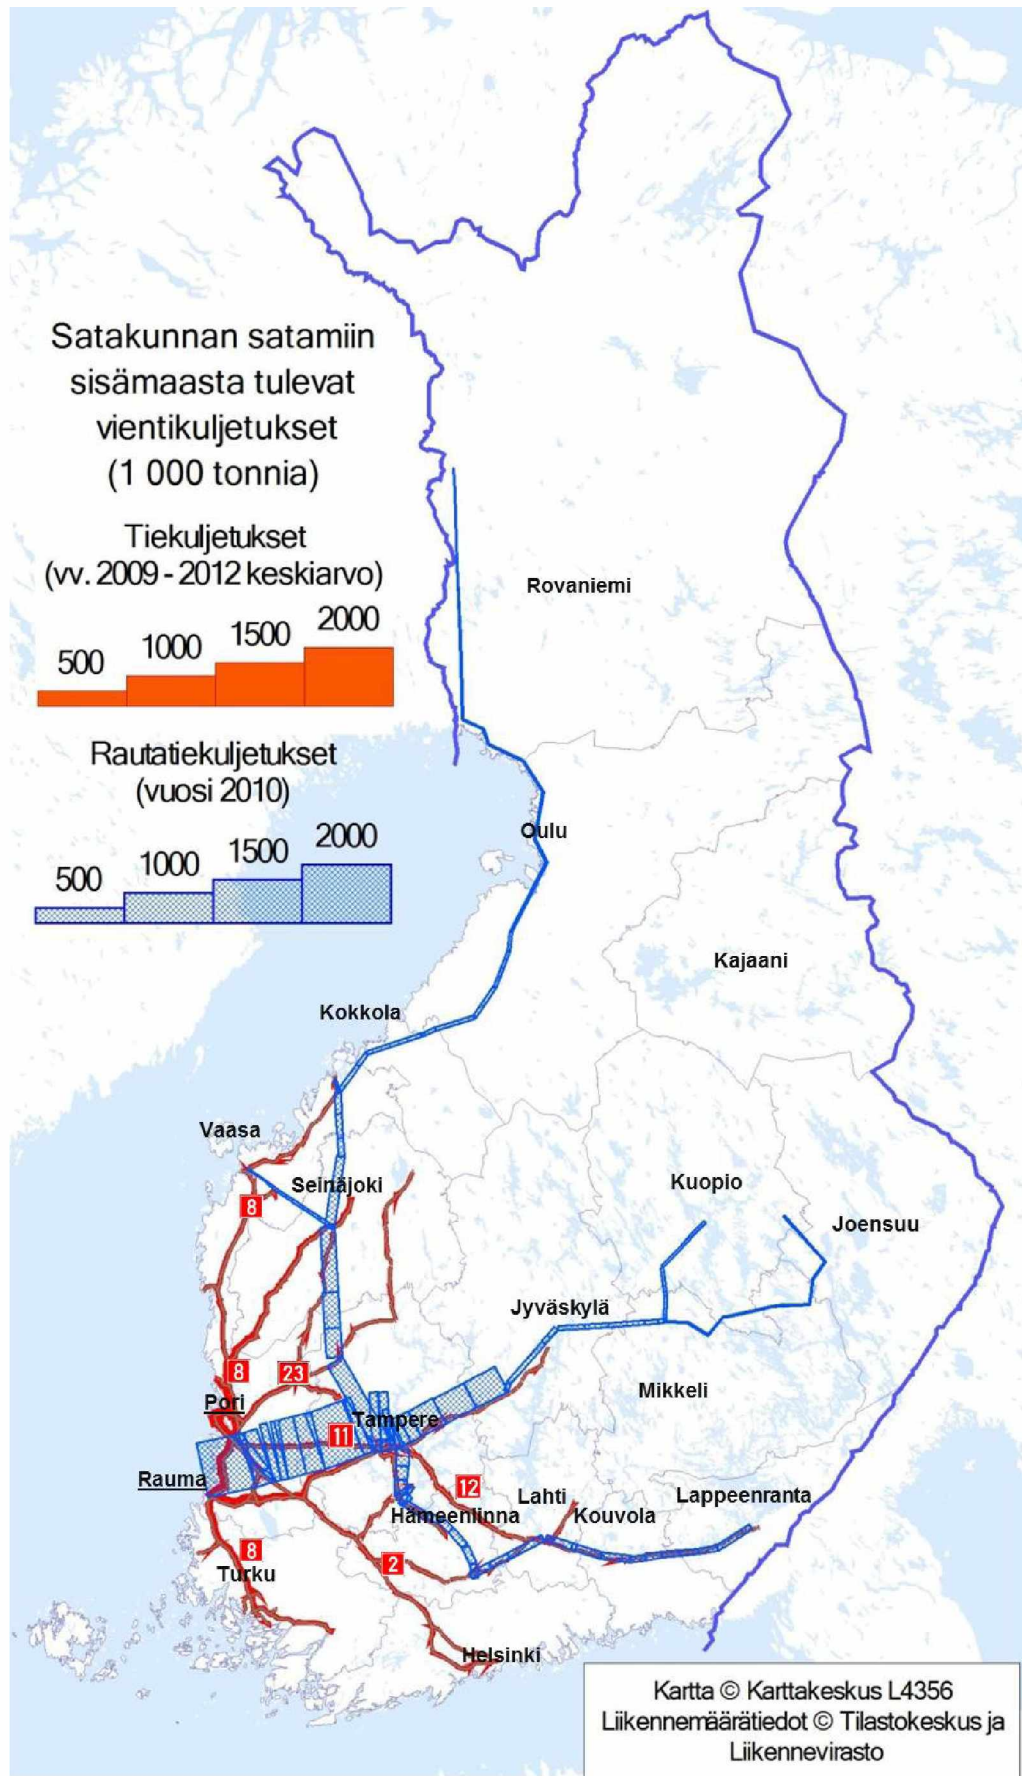 Satakunnan satamiin
sisämaasta tulevat
vientikuljetukset
(1 000 tonnia)
Tiekuljetukset
(vv. 2009 - 2012 keskiarvo)
500
1000
1500
2000
Rautatiekuljetukset
(vuosi 2010)
500
1000
1500
2000
Rovaniemi
Oulu
Kajaani
Kokkola
Vaasa
Seinäjoki
8
Kuopio
Joensuu
Jyväskylä
8
23
Mikkeli
Pori
Tampere
11
Rauma
12
Lahti
Lappeenranta
Hämeenlinna
Kouvola
8
2
Turku
Helsinki
Kartta © Karttakeskus L4356
Liikennemäärätiedot © Tilastokeskus ja
Liikennevirasto